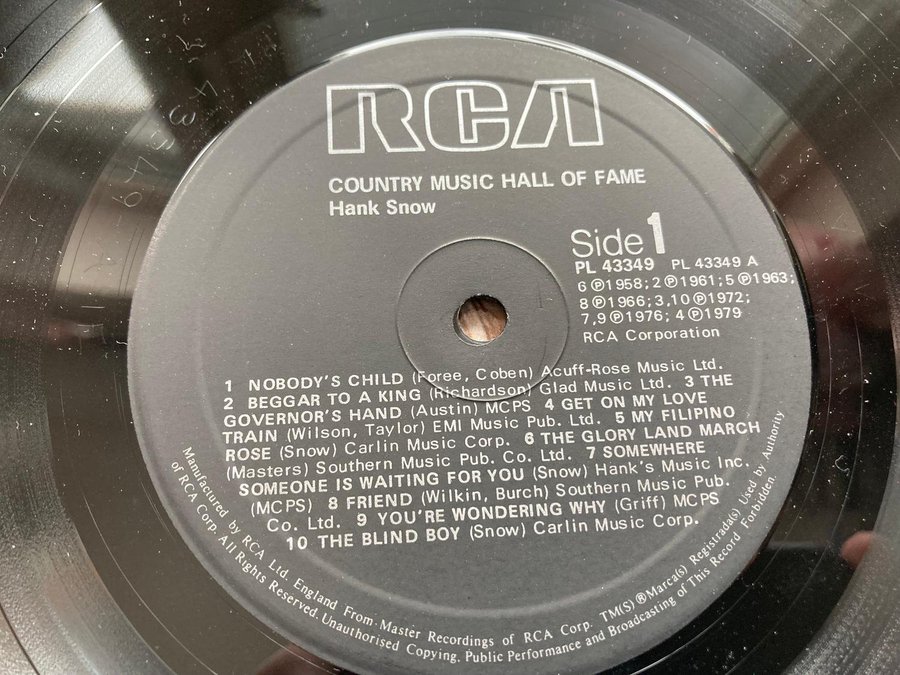 RCA
COUNTRY MUSIC HALL OF FAME
Hank Snow
Side 1
PL 43349 PL 43349 A
6 ℗1958; 2 ℗1961; 5 ℗1963;
8 ℗1966; 3,10 ℗1972;
7,9 ℗1976; 4 ℗1979
RCA Corporation
1 NOBODY'S CHILD (Foree, Coben) Acuff-Rose Music Ltd.
2 BEGGAR TO A KING (Richardson) Glad Music Ltd. 3 THE
GOVERNOR'S HAND (Austin) MCPS 4 GET ON MY LOVE
TRAIN (Wilson, Taylor) EMI Music Pub. Ltd. 5 MY FILIPINO
ROSE (Snow) Carlin Music Corp. 6 THE GLORY LAND MARCH
(Masters) Southern Music Pub. Co. Ltd. 7 SOMEWHERE
SOMEONE IS WAITING FOR YOU (Snow) Hank's Music Inc.
(MCPS) 8 FRIEND (Wilkin, Burch) Southern Music Pub.
Co. Ltd. 9 YOU'RE WONDERING WHY (Griff) MCPS
10 THE BLIND BOY (Snow) Carlin Music Corp.
Manufactured by RCA Ltd. England From Master Recordings of RCA Corp. TM(S) ® Marca(s) Registrada(s) Used by Authority
of RCA Corp. All Rights Reserved. Unauthorised Copying, Public Performance and Broadcasting of This Record Forbidden.